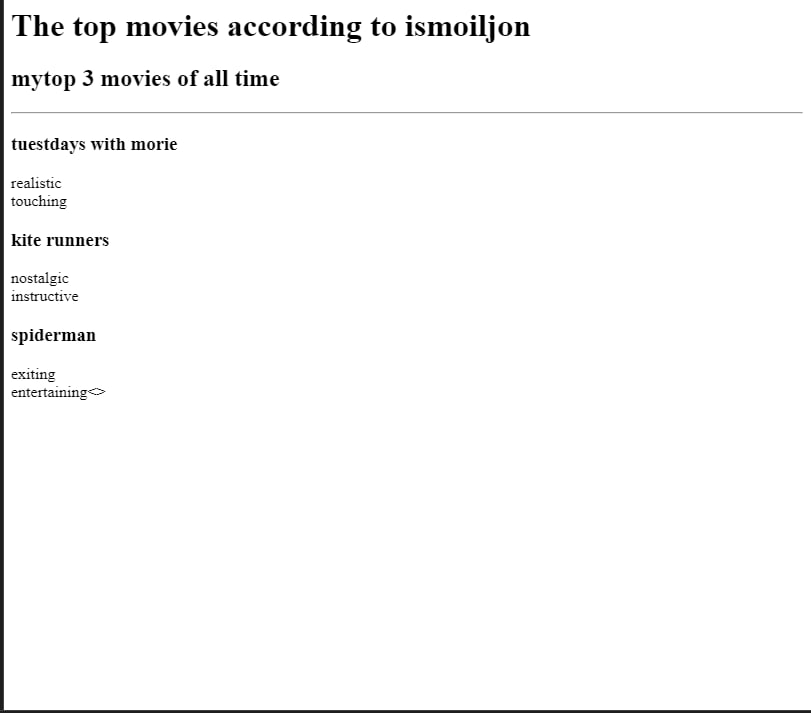 The top movies according to ismoiljon
mytop 3 movies of all time
tuestdays with morie
realistic
touching
kite runners
nostalgic
instructive
spiderman
exiting
entertaining<>